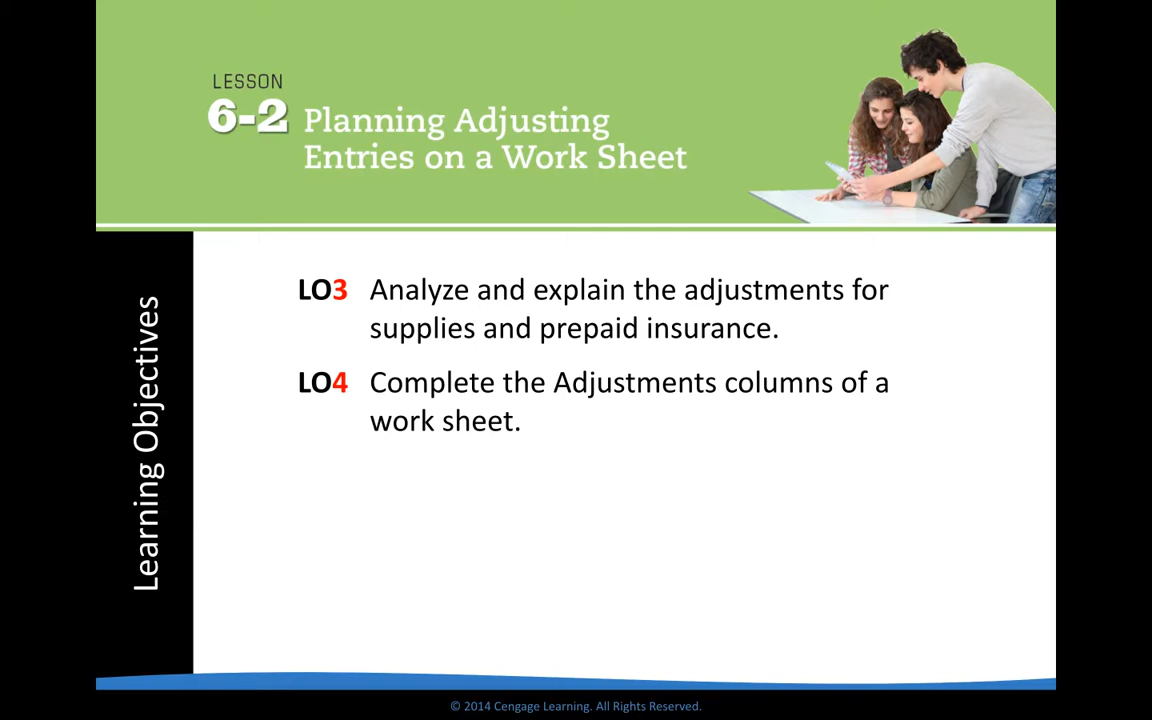 LESSON
6-2 Planning Adjusting
Entries on a Work Sheet
Learning Objectives
LO3 Analyze and explain the adjustments for
supplies and prepaid insurance.
LO4 Complete the Adjustments columns of a
work sheet.
© 2014 Cengage Learning. All Rights Reserved.